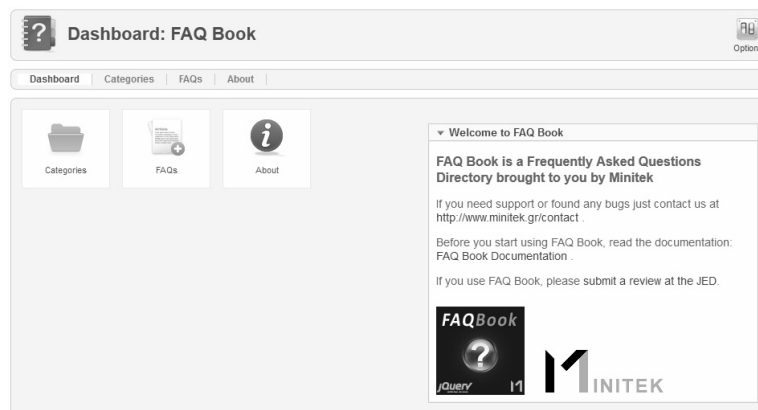 Dashboard: FAQ Book
Option
Dashboard Categories FAQs About
Categories FAQs About
Welcome to FAQ Book
FAQ Book is a Frequently Asked Questions
Directory brought to you by Minitek
If you need support or found any bugs just contact us at
http://www.minitek.gr/contact .
Before you start using FAQ Book, read the documentation:
FAQ Book Documentation .
If you use FAQ Book, please submit a review at the JED.
FAQBook
?
jQuery
MINITEK